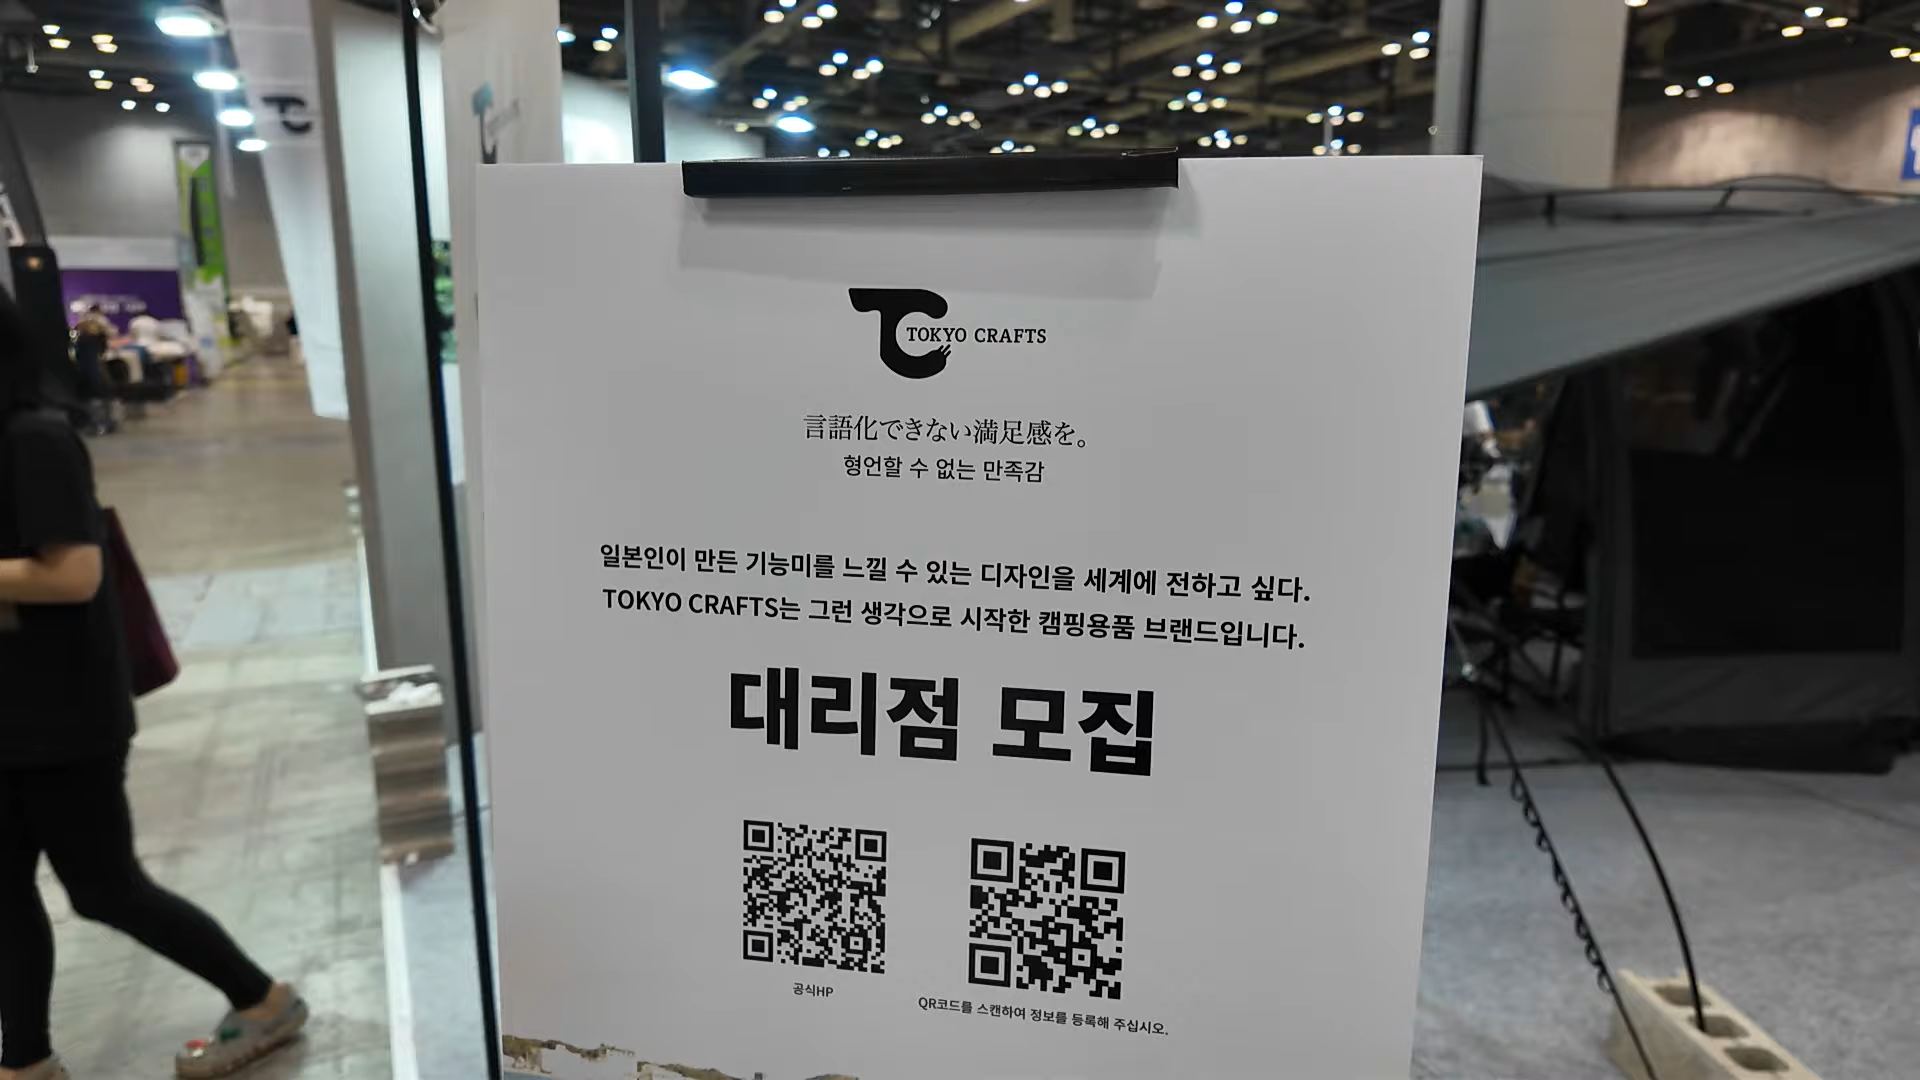 TOKYO CRAFTS
言語化できない満足感を。
형언할 수 없는 만족감
일본인이 만든 기능미를 느낄 수 있는 디자인을 세계에 전하고 싶다.
TOKYO CRAFTS는 그런 생각으로 시작한 캠핑용품 브랜드입니다.
대리점 모집
공식HP
QR코드를 스캔하여 정보를 등록해 주십시오.